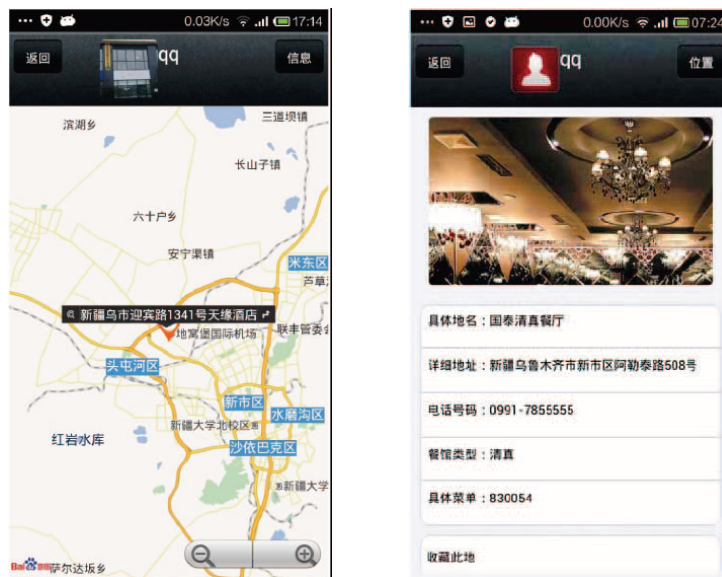 0.03K/s 17:14
返回
qq
信息
三道坝镇
滨湖乡
长山子镇
六十户乡
安宁渠镇
米东区
芦草
新疆乌市迎宾路1341号天缘酒店
地窝堡国际机场
联丰管委会
头屯河区
新市区
水磨沟区
新疆大学北校区
红岩水库
沙依巴克区
新疆大学
Bai
萨尔达坂乡
0.00K/s 07:24
返回
qq
位置
具体地名：国泰清真餐厅
详细地址：新疆乌鲁木齐市新市区阿勒泰路508号
电话号码：0991-7855555
餐馆类型：清真
具体菜单：830054
收藏此地